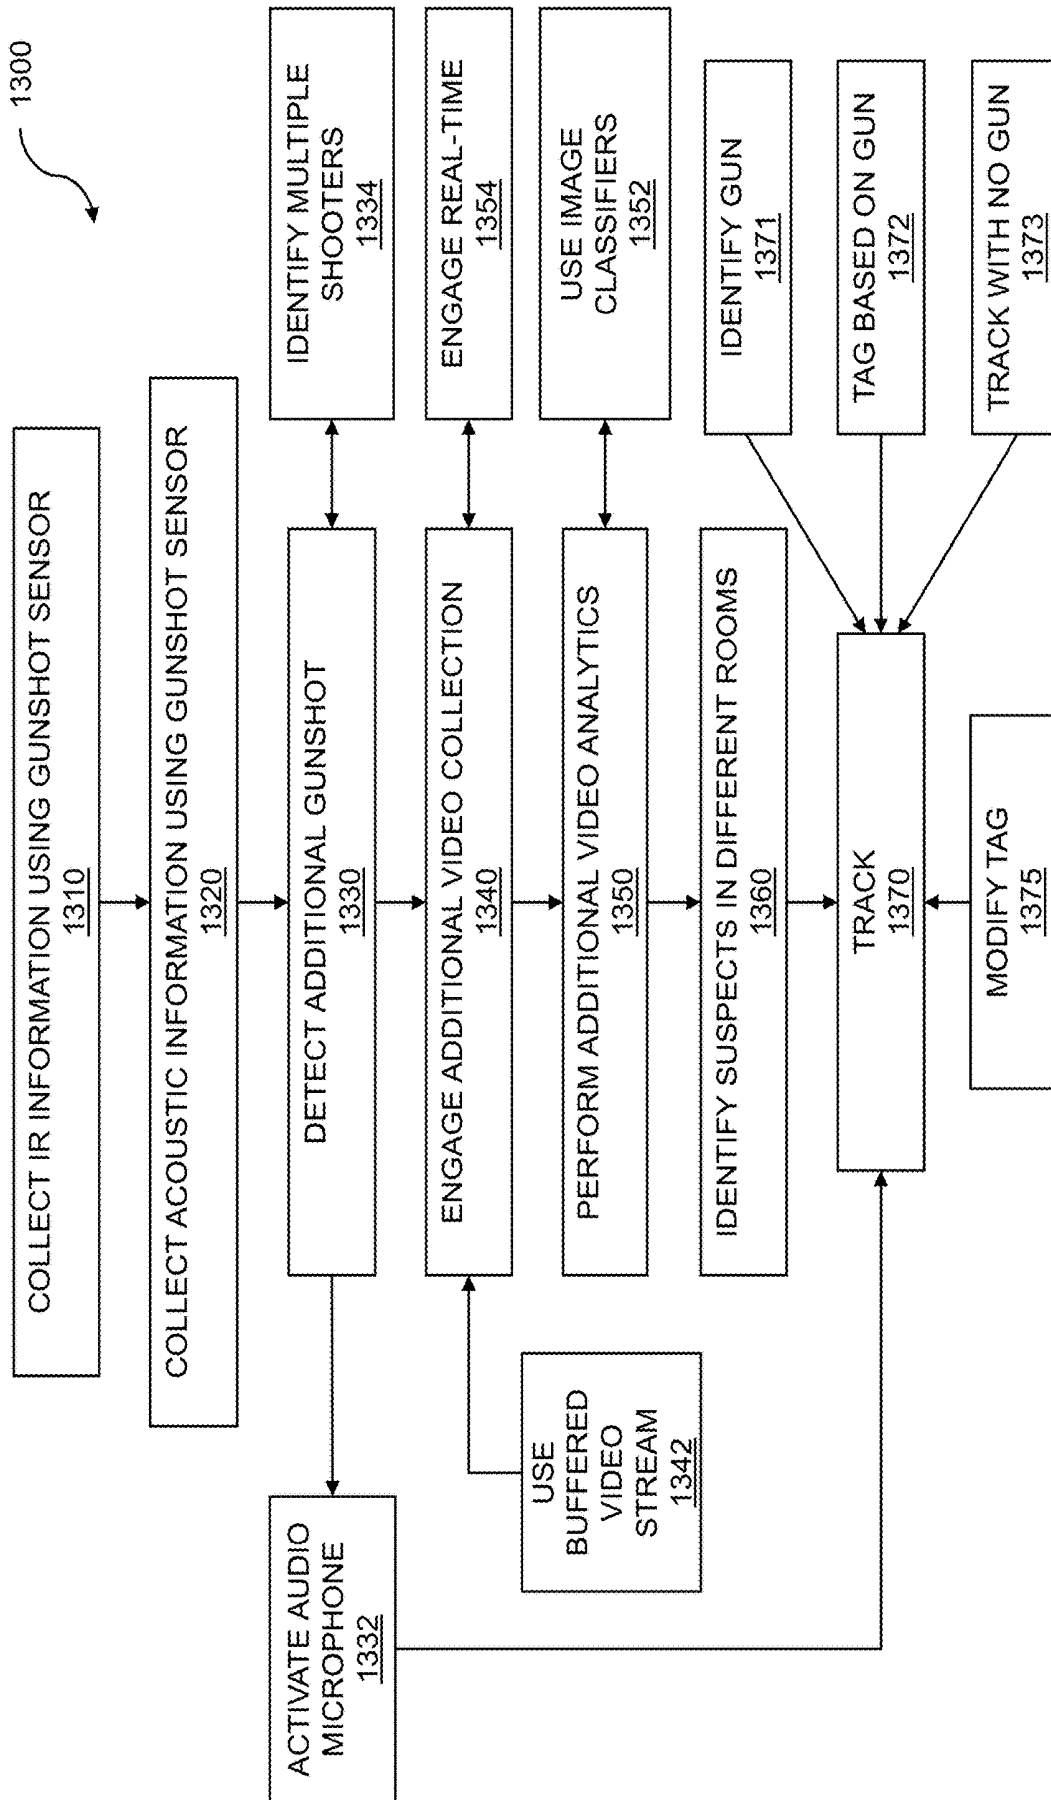 1300
COLLECT IR INFORMATION USING GUNSHOT SENSOR
1310
COLLECT ACOUSTIC INFORMATION USING GUNSHOT SENSOR
1320
ACTIVATE AUDIO
MICROPHONE
1332
DETECT ADDITIONAL GUNSHOT
1330
IDENTIFY MULTIPLE
SHOOTERS
1334
USE
BUFFERED
VIDEO
STREAM
1342
ENGAGE ADDITIONAL VIDEO COLLECTION
1340
ENGAGE REAL-TIME
1354
PERFORM ADDITIONAL VIDEO ANALYTICS
1350
USE IMAGE
CLASSIFIERS
1352
IDENTIFY SUSPECTS IN DIFFERENT ROOMS
1360
IDENTIFY GUN
1371
TRACK
1370
TAG BASED ON GUN
1372
MODIFY TAG
1375
TRACK WITH NO GUN
1373